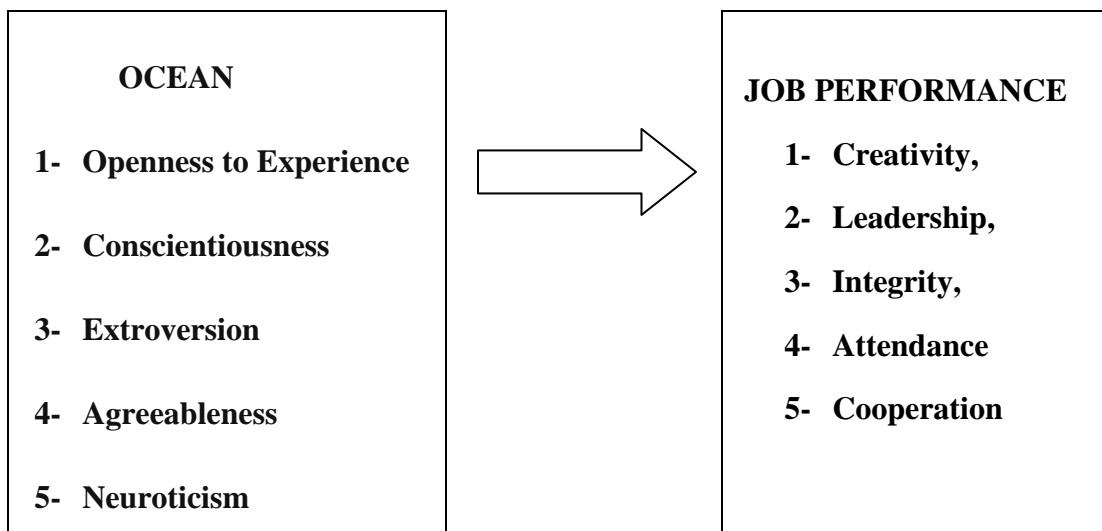 OCEAN
1- Openness to Experience
2- Conscientiousness
3- Extroversion
4- Agreeableness
5- Neuroticism
JOB PERFORMANCE
1- Creativity,
2- Leadership,
3- Integrity,
4- Attendance
5- Cooperation